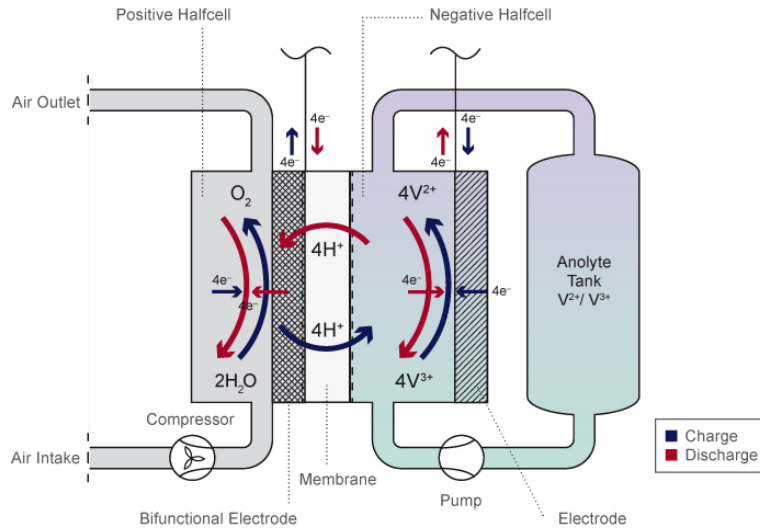 Positive Halfcell
Negative Halfcell
Air Outlet
4e⁻
4e⁻
4e⁻
4e⁻
O₂
4V²⁺
4H⁺
4e⁻
4e⁻
4e⁻
4e⁻
Anolyte
Tank
V²⁺/ V³⁺
4H⁺
2H₂O
4V³⁺
Compressor
Charge
Discharge
Air Intake
Membrane
Pump
Bifunctional Electrode
Electrode